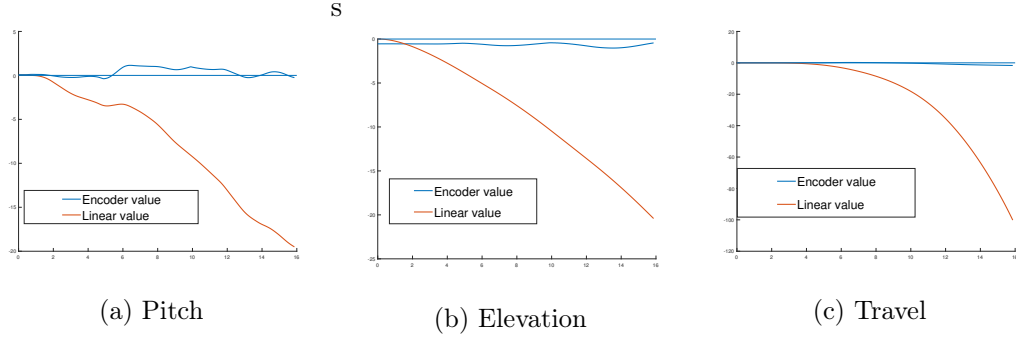 s
5
0
-5
-10
-15
-20
0 2 4 6 8 10 12 14 16
Encoder value
Linear value
(a) Pitch
0
-5
-10
-15
-20
-25
0 2 4 6 8 10 12 14 16
Encoder value
Linear value
(b) Elevation
20
0
-20
-40
-60
-80
-100
-120
0 2 4 6 8 10 12 14 16
Encoder value
Linear value
(c) Travel